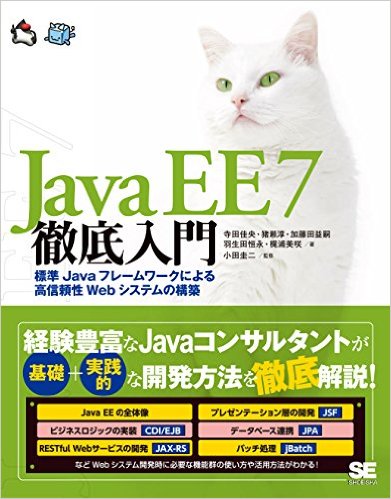 Java EE 7
徹底入門
標準 Java フレームワークによる
高信頼性 Web システムの構築
寺田佳央・猪瀬淳・加藤田益嗣
羽生田恒永・梶浦美咲 著
小田圭二 監修
経験豊富なJavaコンサルタントが
基礎+実践的な開発方法を徹底解説!
Java EE の全体像
プレゼンテーション層の開発 JSF
ビジネスロジックの実装 CDI/EJB
データベース連携 JPA
RESTful Webサービスの開発 JAX-RS
バッチ処理 jBatch
など Web システム開発時に必要な機能群の使い方や活用方法がわかる!
SE
SHOEISHA